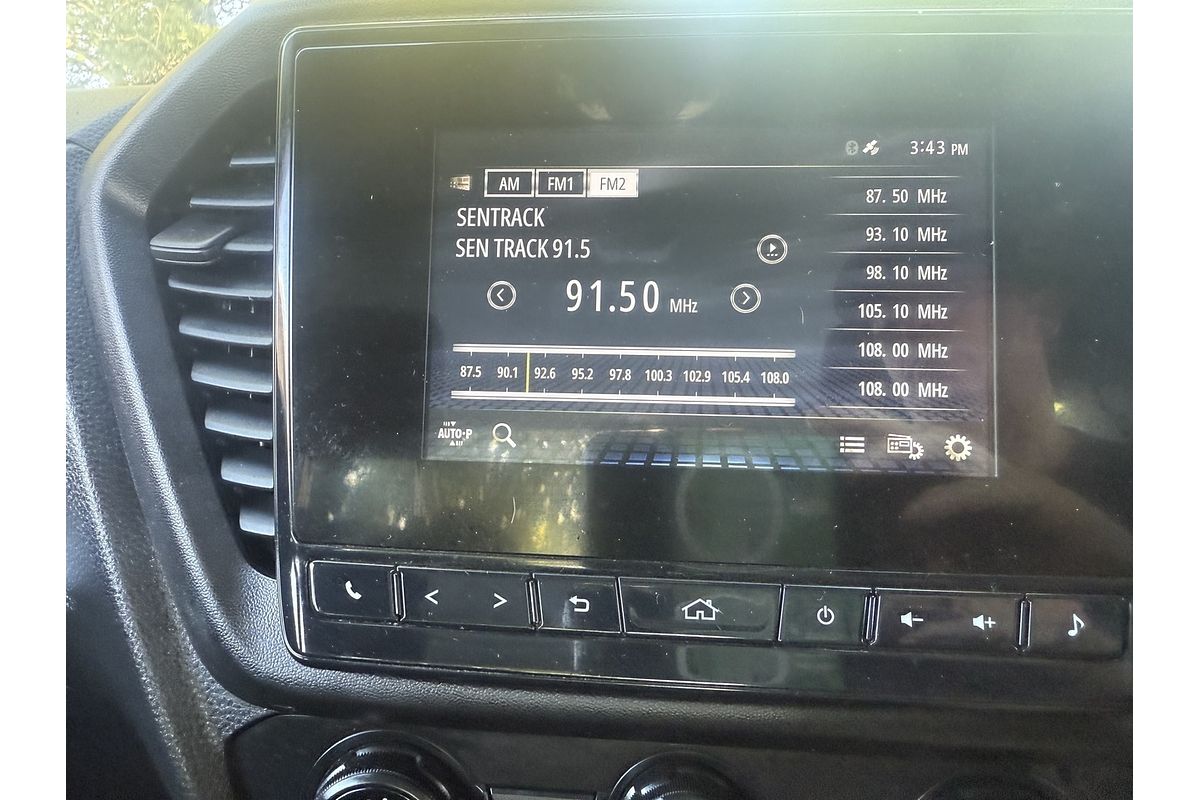 3:43 PM
AM FM1 FM2
SENTRACK
SEN TRACK 91.5
91.50 MHz
87.5 90.1 92.6 95.2 97.8 100.3 102.9 105.4 108.0
AUTO·P
87. 50 MHz
93. 10 MHz
98. 10 MHz
105. 10 MHz
108. 00 MHz
108. 00 MHz